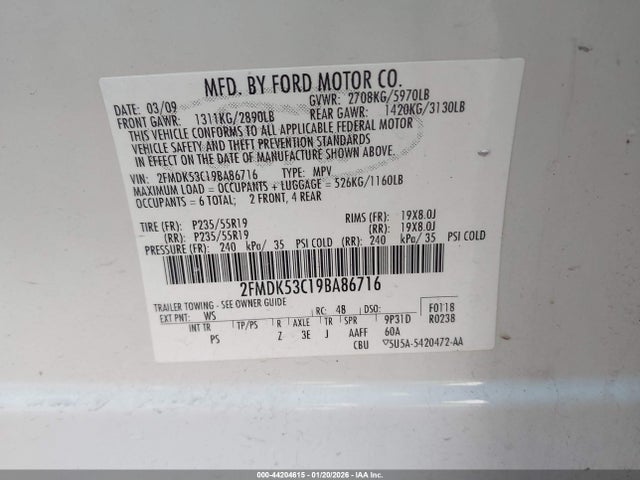 MFD. BY FORD MOTOR CO.
DATE: 03/09 GVWR: 2708KG/5970LB
FRONT GAWR: 1311KG/2890LB REAR GAWR: 1420KG/3130LB
THIS VEHICLE CONFORMS TO ALL APPLICABLE FEDERAL MOTOR
VEHICLE SAFETY AND THEFT PREVENTION STANDARDS
IN EFFECT ON THE DATE OF MANUFACTURE SHOWN ABOVE.
VIN: 2FMDK53C19BA86716 TYPE: MPV
MAXIMUM LOAD = OCCUPANTS + LUGGAGE = 526KG/1160LB
OCCUPANTS = 6 TOTAL; 2 FRONT, 4 REAR
TIRE (FR): P235/55R19 RIMS (FR): 19X8.0J
(RR): P235/55R19 (RR): 19X8.0J
PRESSURE (FR): 240 kPa/ 35 PSI COLD (RR): 240 kPa/ 35 PSI COLD
2FMDK53C19BA86716
TRAILER TOWING - SEE OWNER GUIDE
EXT PNT: WS RC: 48 DSO: F0118
INT TR TP/PS R AXLE TR SPR 9P31D R0238
PS Z 3E J AAFF 60A
CBU 5U5A-5420472-AA
000-44204615 - 01/20/2026 - IAA, Inc.